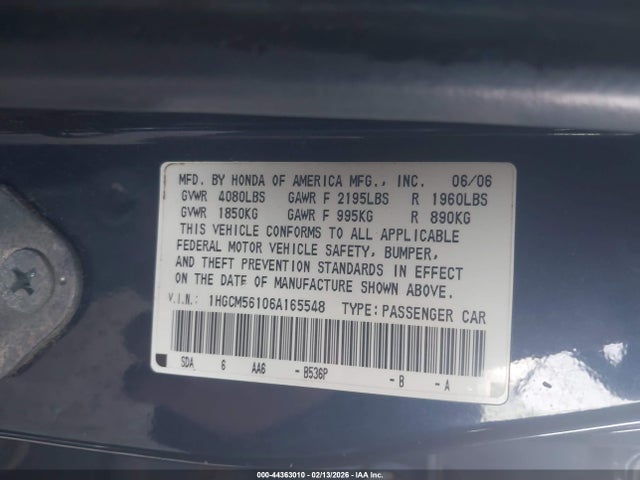 MFD. BY HONDA OF AMERICA MFG., INC. 06/06
GVWR 4080LBS GAWR F 2195LBS R 1960LBS
GVWR 1850KG GAWR F 995KG R 890KG
THIS VEHICLE CONFORMS TO ALL APPLICABLE
FEDERAL MOTOR VEHICLE SAFETY, BUMPER,
AND THEFT PREVENTION STANDARDS IN EFFECT
ON THE DATE OF MANUFACTURE SHOWN ABOVE.
V.I.N.: 1HGCM56106A165548 TYPE: PASSENGER CAR
SDA 6 AA6 - B536P - B - A
000-44363010 - 02/13/2026 - IAAI.com